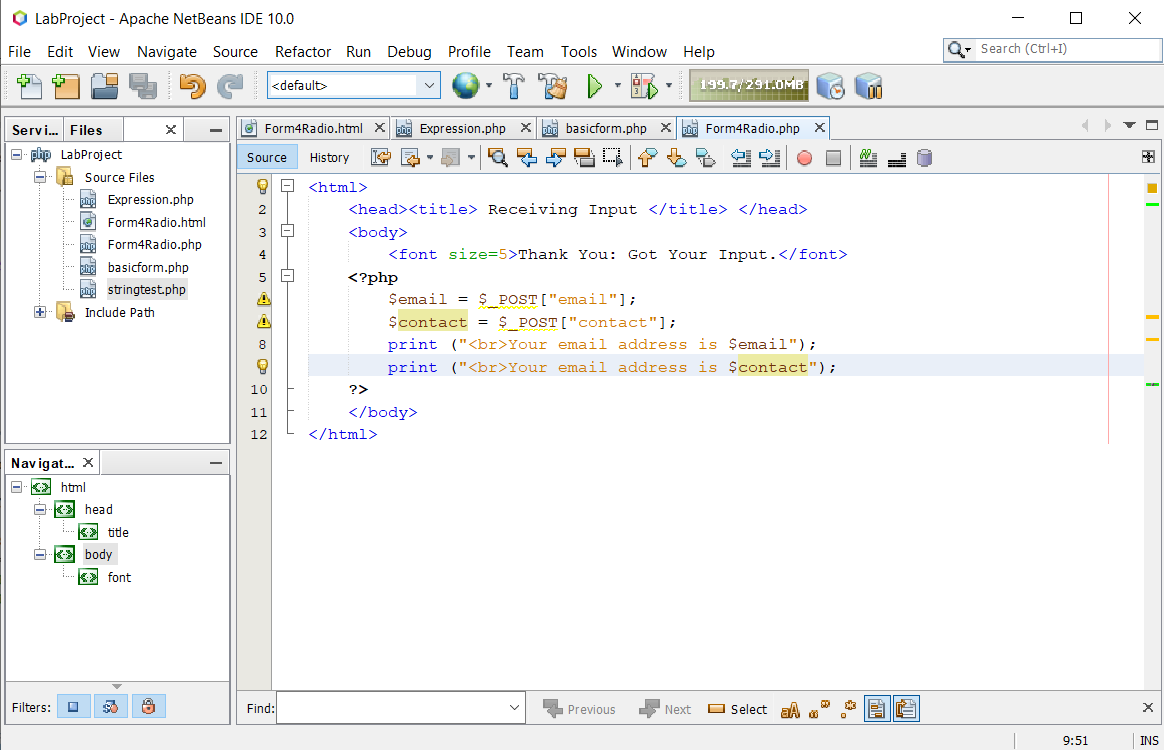 LabProject - Apache NetBeans IDE 10.0
File Edit View Navigate Source Refactor Run Debug Profile Team Tools Window Help
Search (Ctrl+I)
<default>
199.7/291.0MB
Servi... Files
LabProject
Source Files
Expression.php
Form4Radio.html
Form4Radio.php
basicform.php
stringtest.php
Include Path
Navigat...
html
head
title
body
font
Filters:
Form4Radio.html Expression.php basicform.php Form4Radio.php
Source History
<html>
2 <head><title> Receiving Input </title> </head>
3 <body>
4 <font size=5>Thank You: Got Your Input.</font>
5 <?php
$email = $_POST["email"];
$contact = $_POST["contact"];
8 print ("<br>Your email address is $email");
print ("<br>Your email address is $contact");
10 ?>
11 </body>
12 </html>
Find: Previous Next Select
9:51 INS